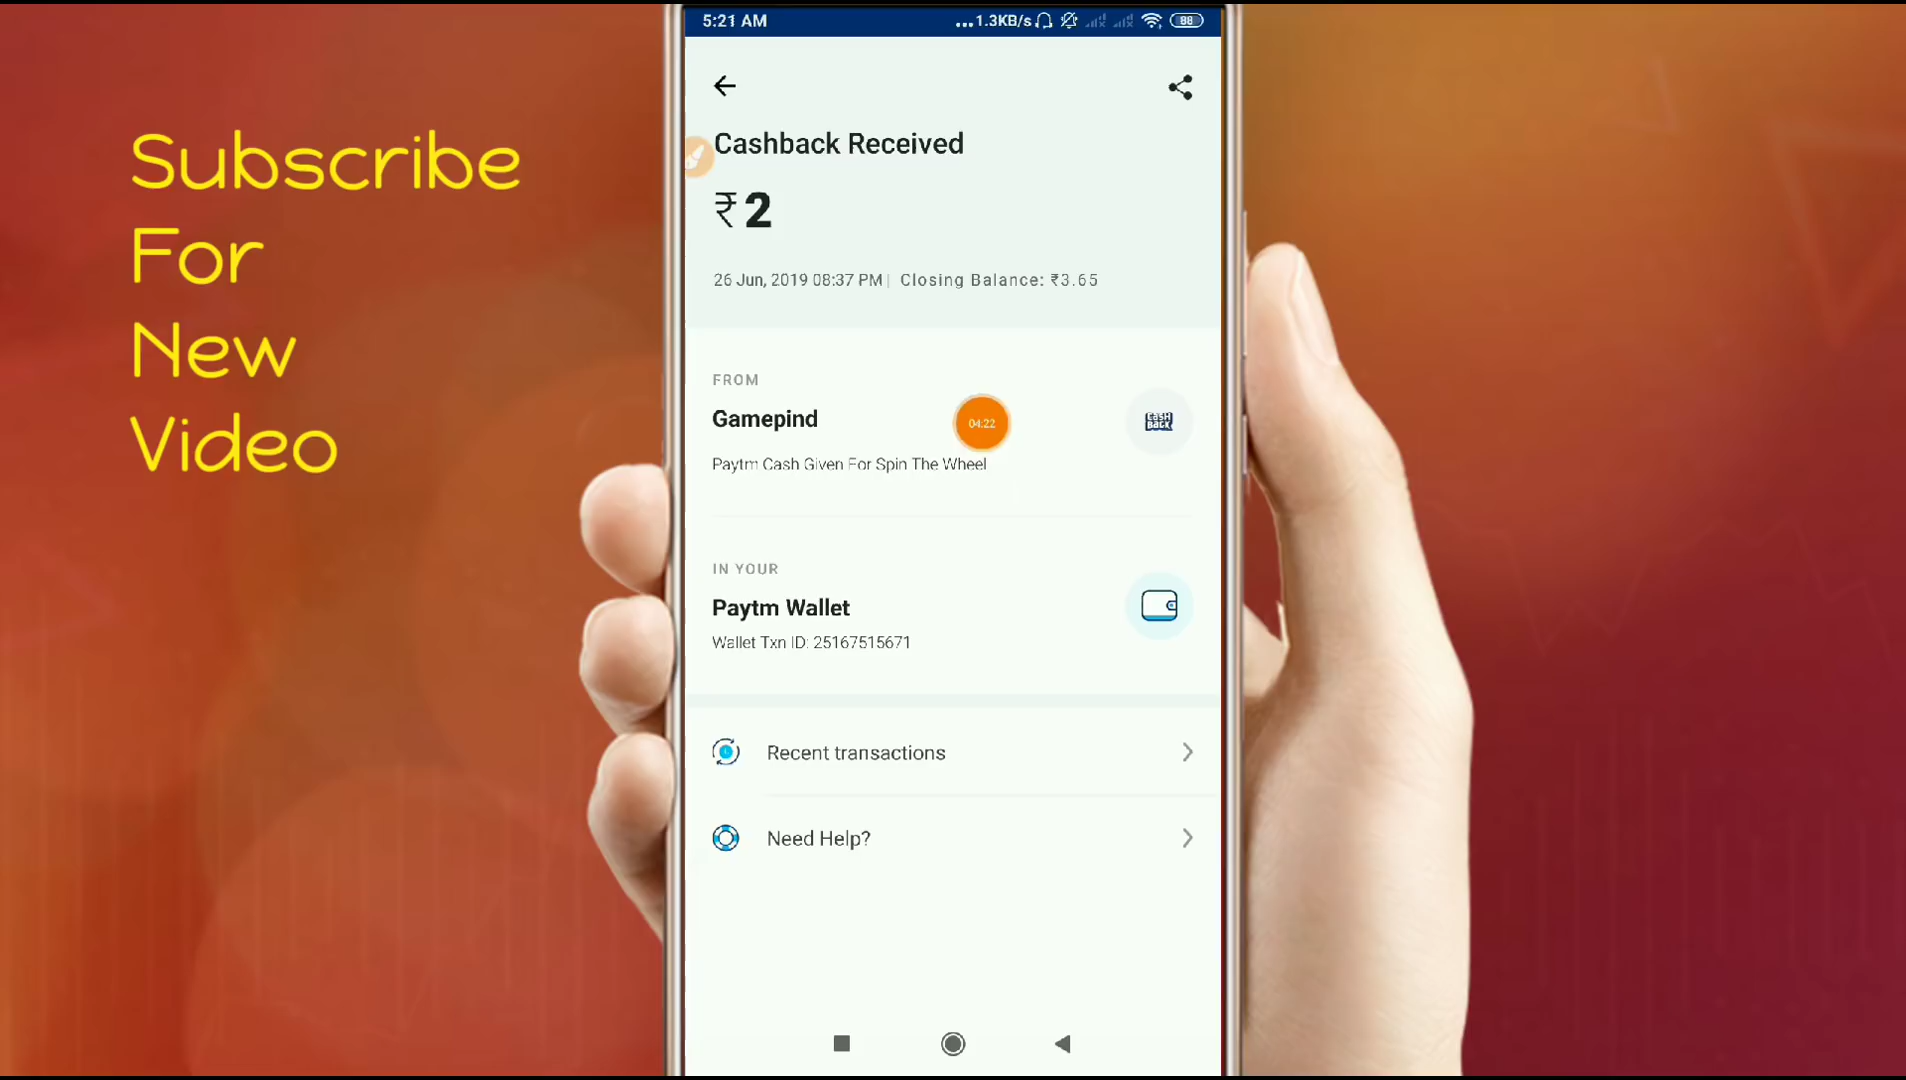 5:21 AM
...1.3KB/s
88
Cashback Received
₹2
26 Jun, 2019 08:37 PM | Closing Balance: ₹3.65
FROM
Gamepind
04:22
CASH
BACK
Paytm Cash Given For Spin The Wheel
IN YOUR
Paytm Wallet
Wallet Txn ID: 25167515671
Recent transactions
Need Help?
Subscribe
For
New
Video